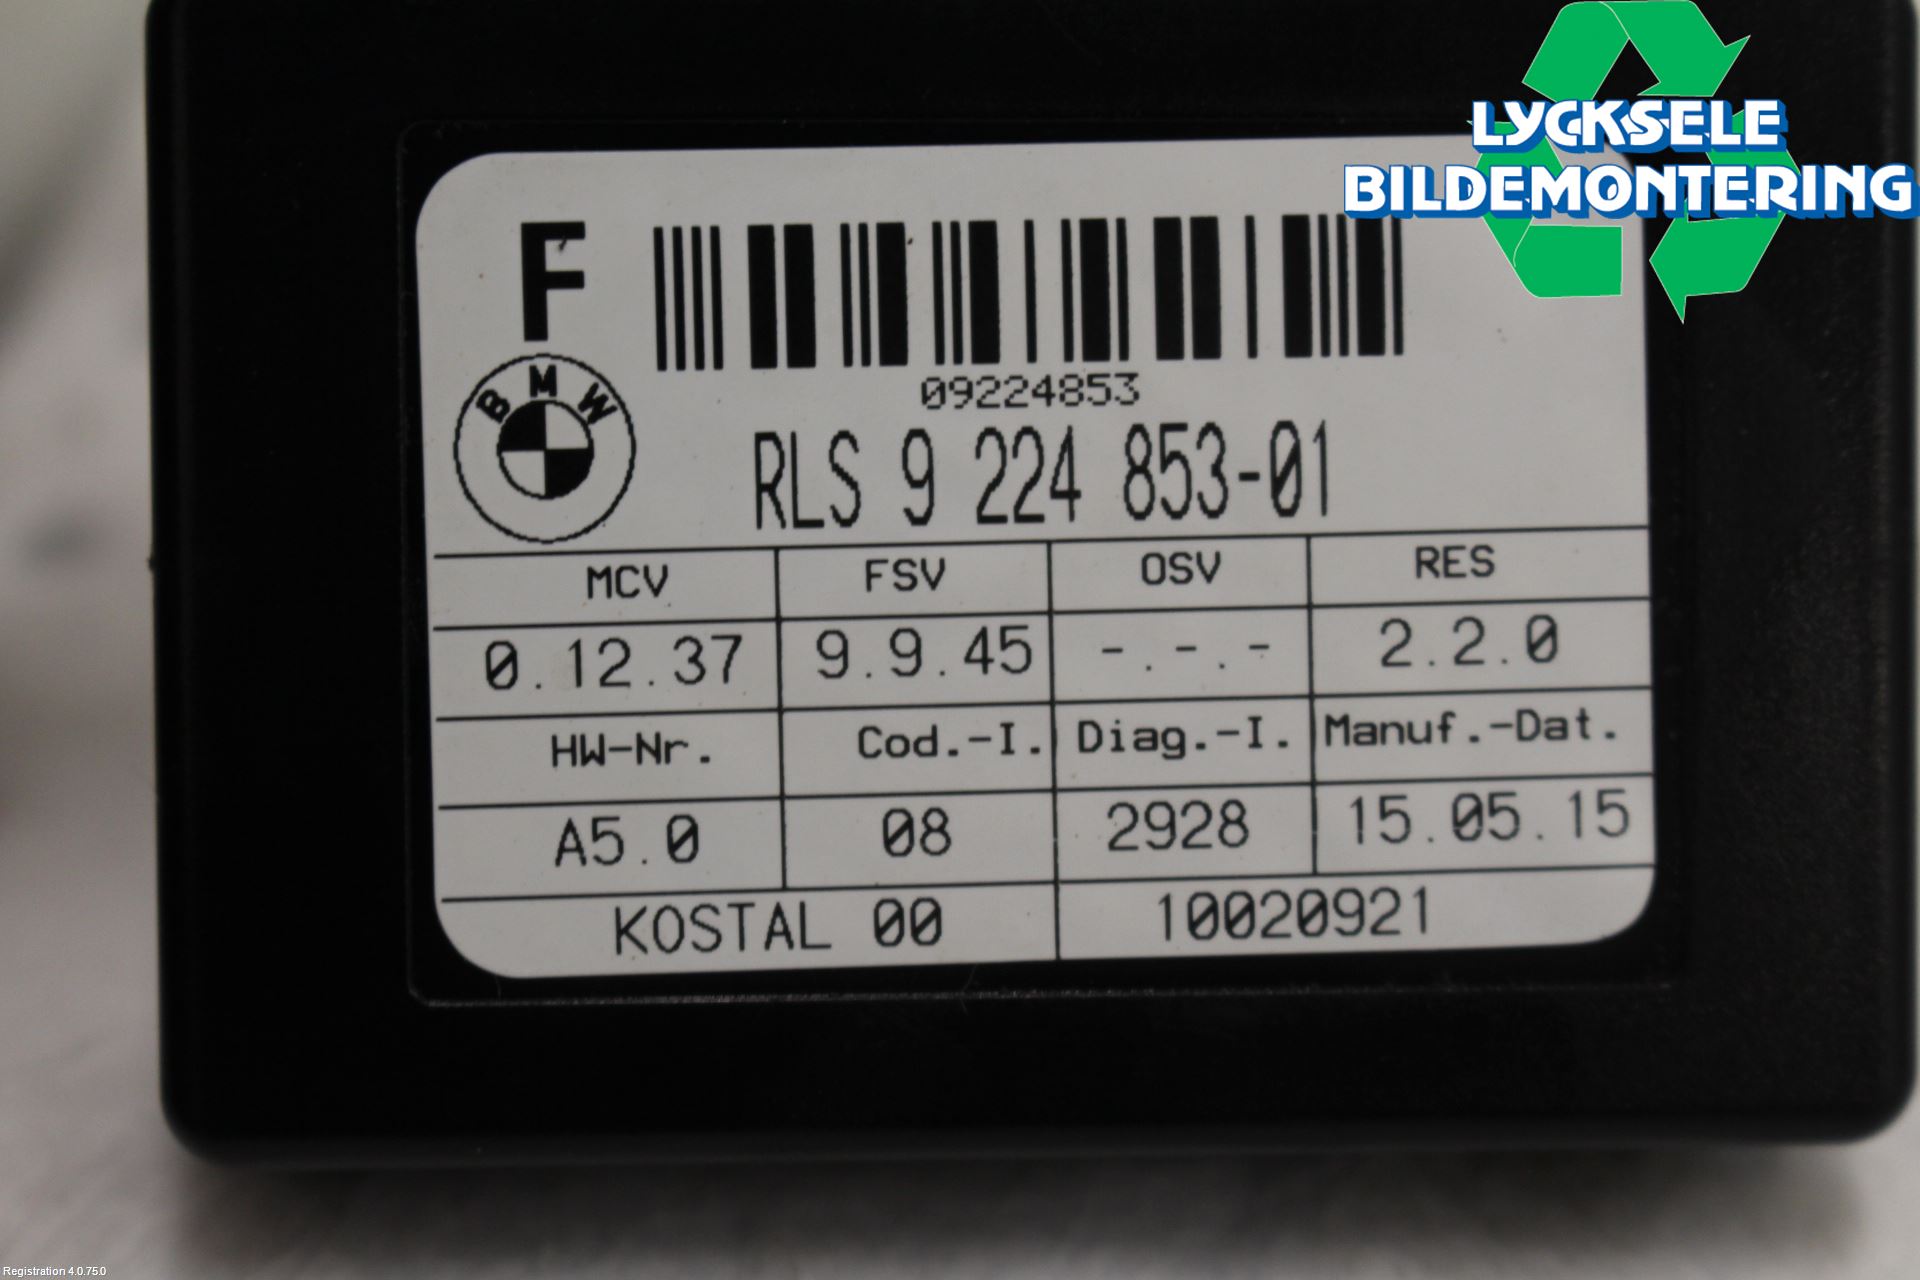 LYCKSELE
BILDEMONTERING
F
09224853
BMW
RLS 9 224 853-01
MCV FSV OSV RES
0.12.37 9.9.45 -.-.- 2.2.0
HW-Nr. Cod.-I. Diag.-I. Manuf.-Dat.
A5.0 08 2928 15.05.15
KOSTAL 00 10020921
Registration 4.0.75.0